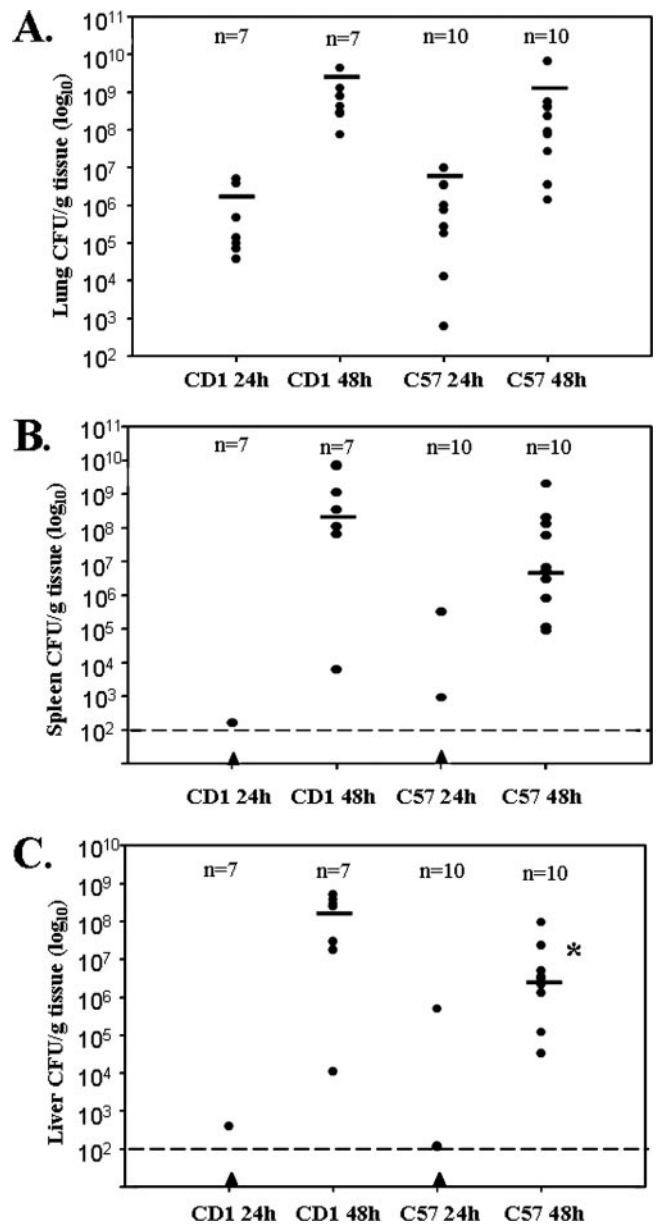 A.
Lung CFU/g tissue (log10)
10^11
10^10
10^9
10^8
10^7
10^6
10^5
10^4
10^3
10^2
n=7 n=7 n=10 n=10
CD1 24h CD1 48h C57 24h C57 48h
B.
Spleen CFU/g tissue (log10)
10^11
10^10
10^9
10^8
10^7
10^6
10^5
10^4
10^3
10^2
n=7 n=7 n=10 n=10
CD1 24h CD1 48h C57 24h C57 48h
C.
Liver CFU/g tissue (log10)
10^10
10^9
10^8
10^7
10^6
10^5
10^4
10^3
10^2
n=7 n=7 n=10 n=10
*
CD1 24h CD1 48h C57 24h C57 48h